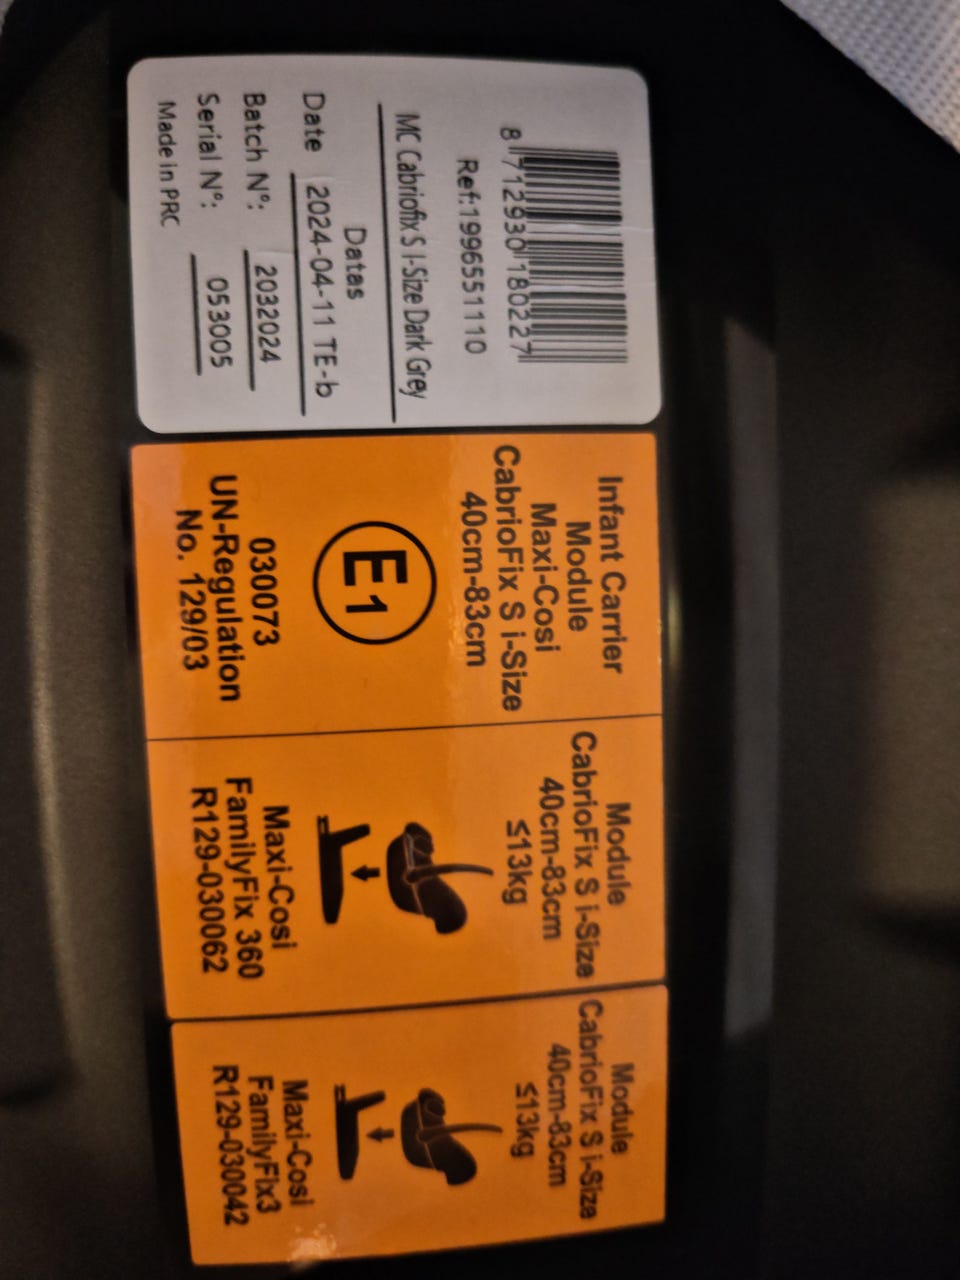 8 712930 180227
Ref:1996551110
MC Cabriofix S I-Size Dark Grey
Datas
Date 2024-04-11 TE-b
Batch Nº: 2032024
Serial Nº: 053005
Made in PRC
Infant Carrier
Module
Maxi-Cosi
CabrioFix S i-Size
40cm-83cm
E1
030073
UN-Regulation
No. 129/03
Module
CabrioFix S i-Size
40cm-83cm
≤13kg
Maxi-Cosi
FamilyFix 360
R129-030062
Module
CabrioFix S i-Size
40cm-83cm
≤13kg
Maxi-Cosi
FamilyFix3
R129-030042